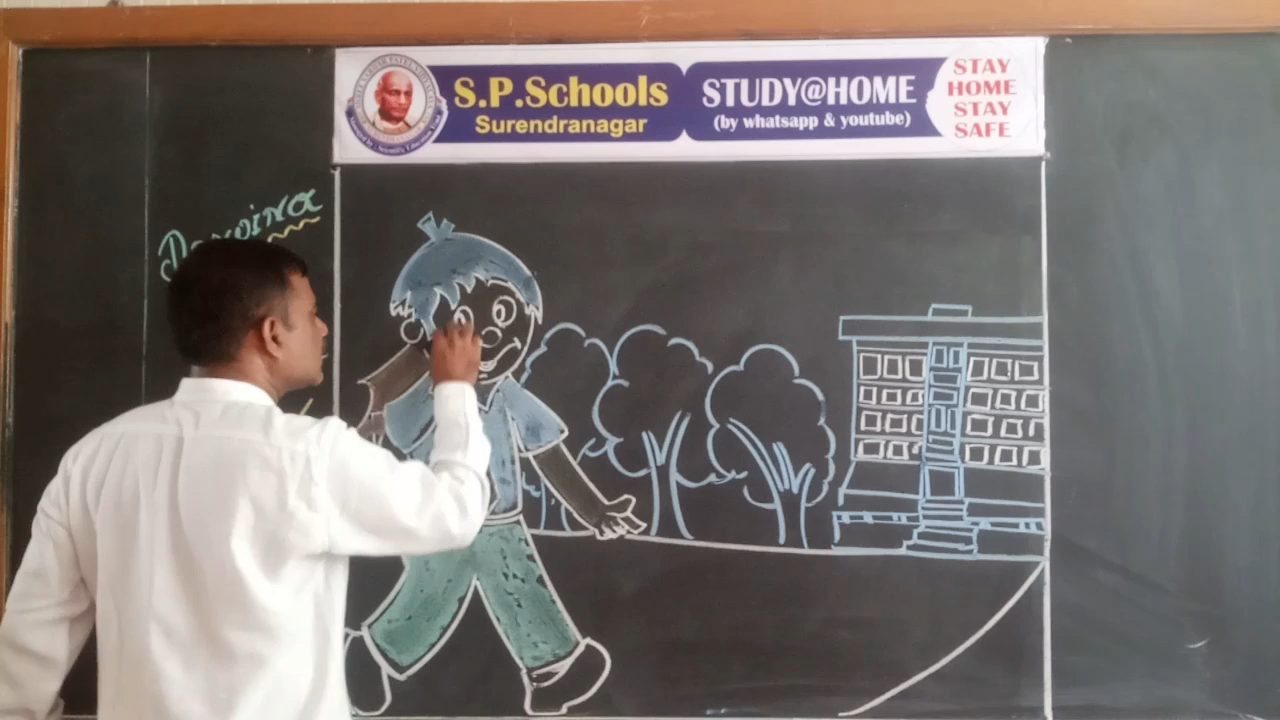 S.P.Schools
Surendranagar
STUDY@HOME
(by whatsapp & youtube)
STAY
HOME
STAY
SAFE